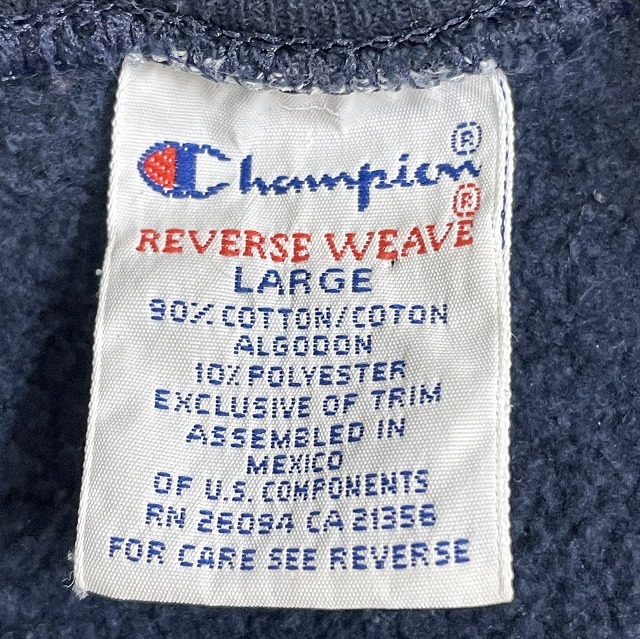 Champion®
REVERSE WEAVE®
LARGE
90% COTTON/COTON
ALGODON
10% POLYESTER
EXCLUSIVE OF TRIM
ASSEMBLED IN
MEXICO
OF U.S. COMPONENTS
RN 26094 CA 21356
FOR CARE SEE REVERSE